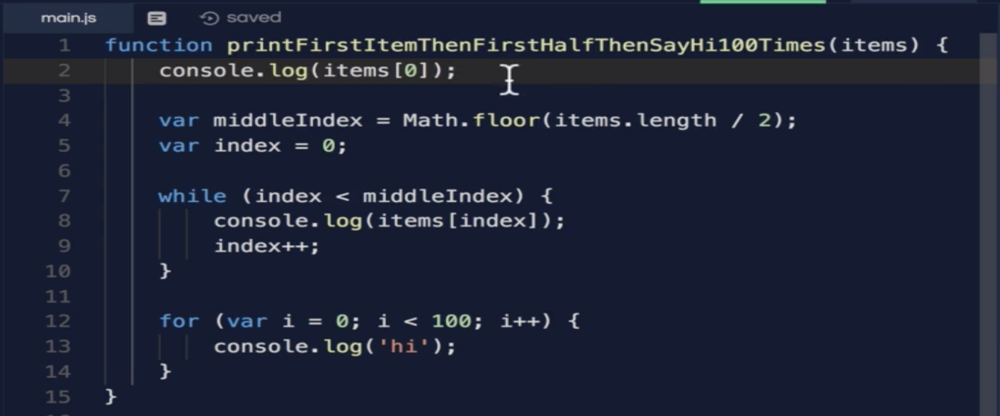 main.js saved
1 function printFirstItemThenFirstHalfThenSayHi100Times(items) {
2 console.log(items[0]);
3
4 var middleIndex = Math.floor(items.length / 2);
5 var index = 0;
6
7 while (index < middleIndex) {
8 console.log(items[index]);
9 index++;
10 }
11
12 for (var i = 0; i < 100; i++) {
13 console.log('hi');
14 }
15 }